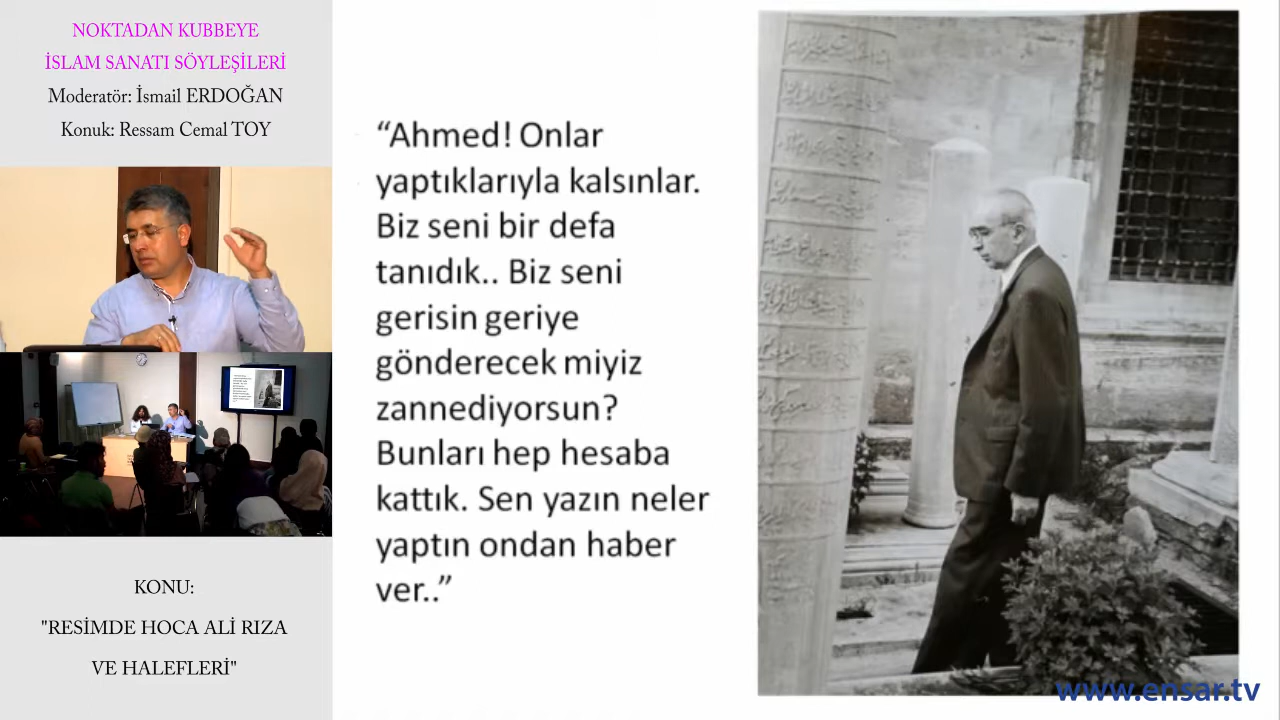 NOKTADAN KUBBEYE
İSLAM SANATI SÖYLEŞİLERİ
Moderatör: İsmail ERDOĞAN
Konuk: Ressam Cemal TOY
KONU:
"RESİMDE HOCA ALİ RIZA
VE HALEFLERİ"
“Ahmed! Onlar
yaptıklarıyla kalsınlar.
Biz seni bir defa
tanıdık.. Biz seni
gerisin geriye
gönderecek miyiz
zannediyorsun?
Bunları hep hesaba
kattık. Sen yazın neler
yaptın ondan haber
ver..”
www.ensar.tv